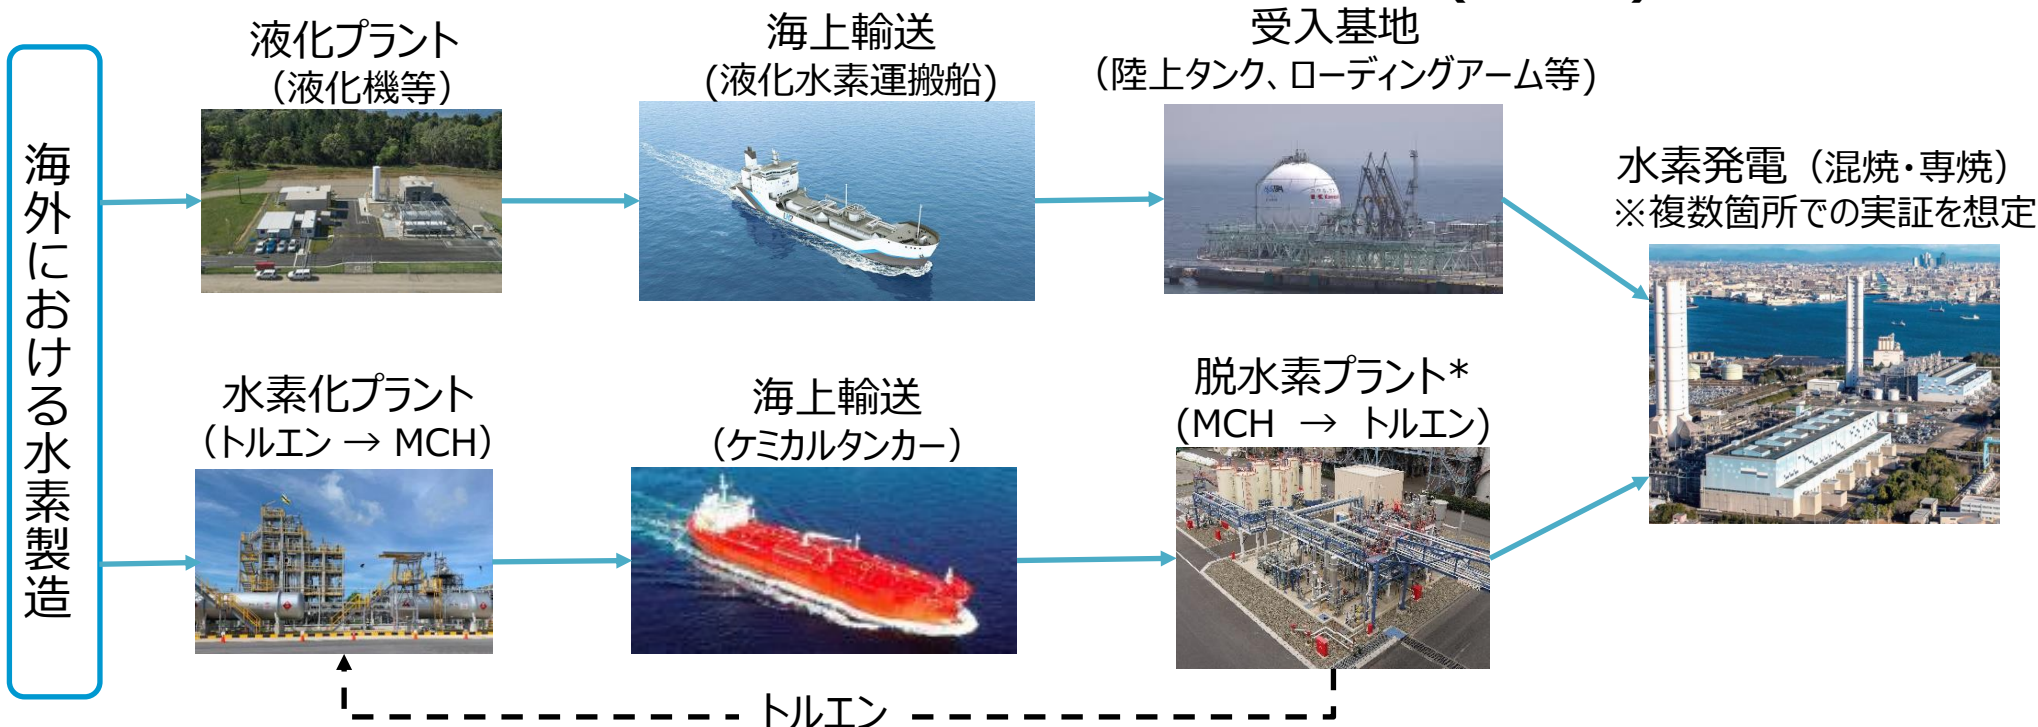 海外における水素製造
液化プラント
（液化機等）
海上輸送
(液化水素運搬船)
受入基地
（陸上タンク、ローディングアーム等）
水素発電（混焼・専焼）
※複数箇所での実証を想定
水素化プラント
（トルエン → MCH）
海上輸送
（ケミカルタンカー）
脱水素プラント*
(MCH → トルエン)
トルエン